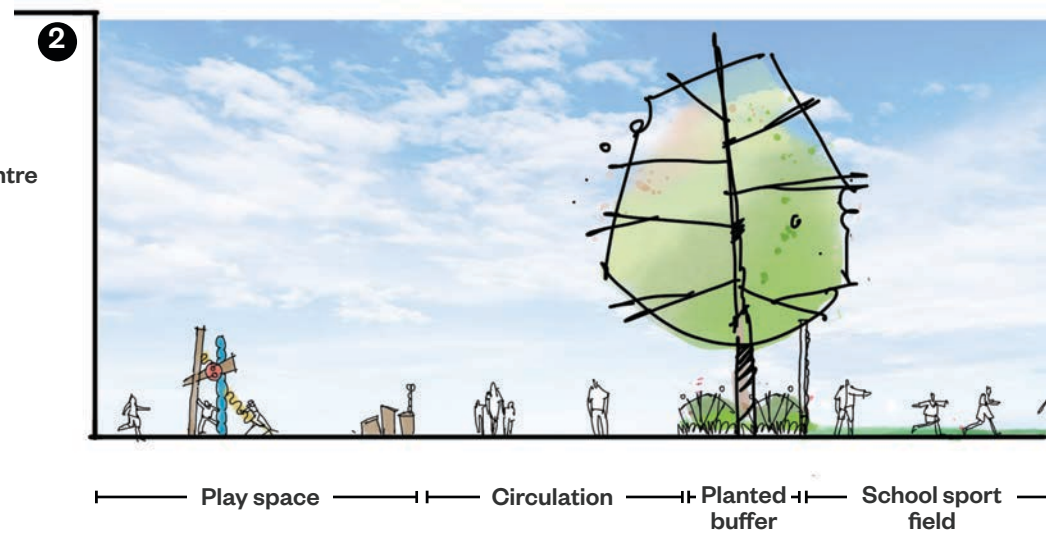 2
ntre
Play space
Circulation
Planted
buffer
School sport
field